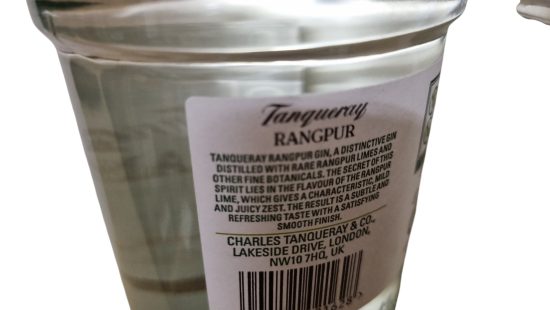 Tanqueray
RANGPUR
TANQUERAY RANGPUR GIN, A DISTINCTIVE GIN
DISTILLED WITH RARE RANGPUR LIMES AND
OTHER FINE BOTANICALS. THE SECRET OF THIS
SPIRIT LIES IN THE FLAVOUR OF THE RANGPUR
LIME, WHICH GIVES A CHARACTERISTIC, MILD
AND JUICY ZEST. THE RESULT IS A SUBTLE AND
REFRESHING TASTE WITH A SATISFYING
SMOOTH FINISH.
CHARLES TANQUERAY & CO.,
LAKESIDE DRIVE, LONDON,
NW10 7HQ, UK